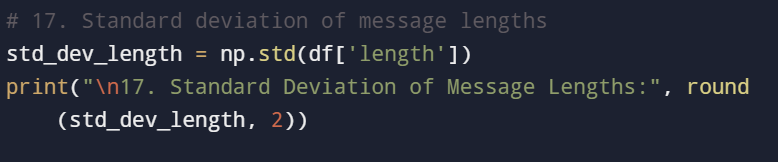 # 17. Standard deviation of message lengths
std_dev_length = np.std(df['length'])
print("\n17. Standard Deviation of Message Lengths:", round
    (std_dev_length, 2))